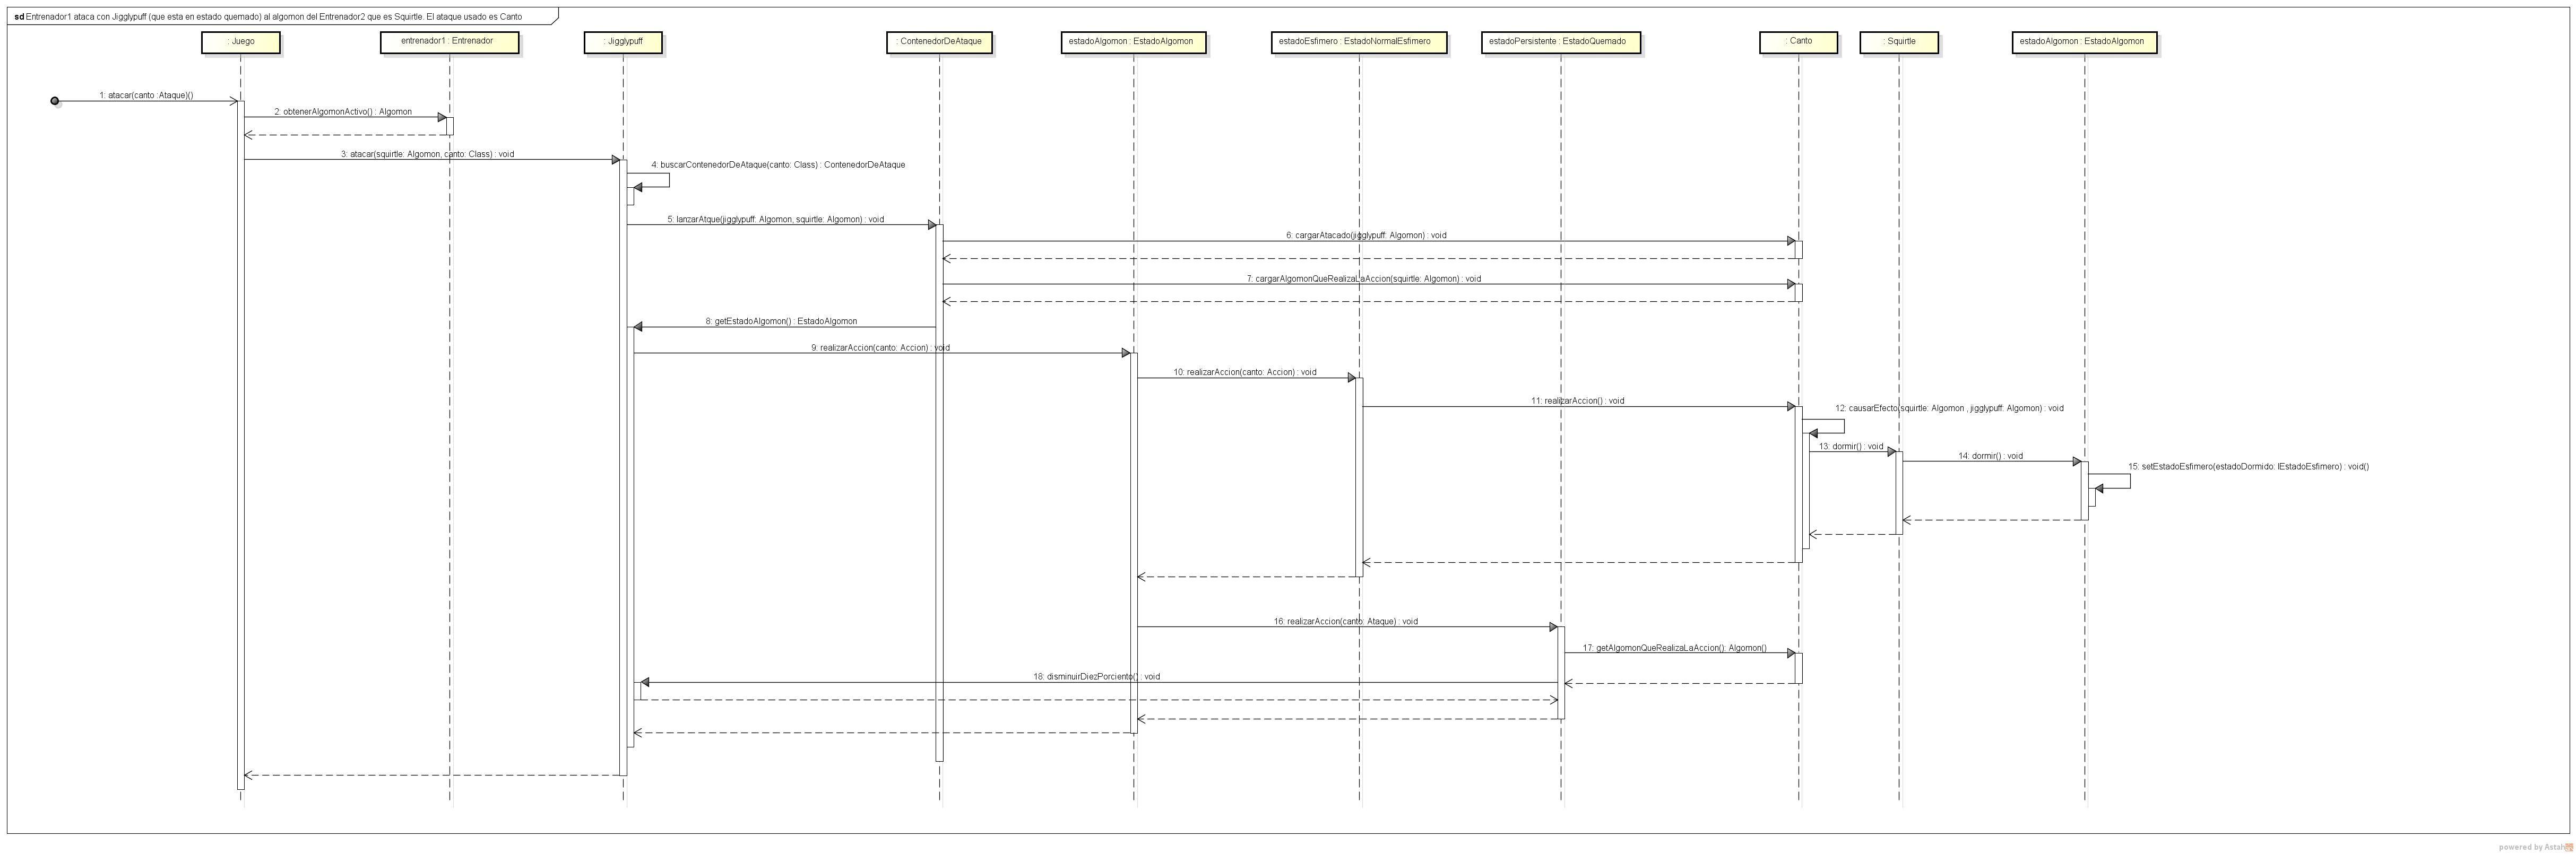 sd Entrenador1 ataca con Jigglypuff (que esta en estado quemado) al algomon del Entrenador2 que es Squirtle. El ataque usado es Canto
: Juego
entrenador1 : Entrenador
: Jigglypuff
: ContenedorDeAtaque
estadoAlgomon : EstadoAlgomon
estadoEsfimero : EstadoNormalEsfimero
estadoPersistente : EstadoQuemado
: Canto
: Squirtle
estadoAlgomon : EstadoAlgomon
1: atacar(canto :Ataque)()
2: obtenerAlgomonActivo() : Algomon
3: atacar(squirtle: Algomon, canto: Class) : void
4: buscarContenedorDeAtaque(canto: Class) : ContenedorDeAtaque
5: lanzarAtque(jigglypuff: Algomon, squirtle: Algomon) : void
6: cargarAtacado(jigglypuff: Algomon) : void
7: cargarAlgomonQueRealizaLaAccion(squirtle: Algomon) : void
8: getEstadoAlgomon() : EstadoAlgomon
9: realizarAccion(canto: Accion) : void
10: realizarAccion(canto: Accion) : void
11: realizarAccion() : void
12: causarEfecto(squirtle: Algomon , jigglypuff: Algomon) : void
13: dormir() : void
14: dormir() : void
15: setEstadoEsfimero(estadoDormido: IEstadoEsfimero) : void()
16: realizarAccion(canto: Ataque) : void
17: getAlgomonQueRealizaLaAccion(): Algomon()
18: disminuirDiezPorciento() : void
powered by Astah